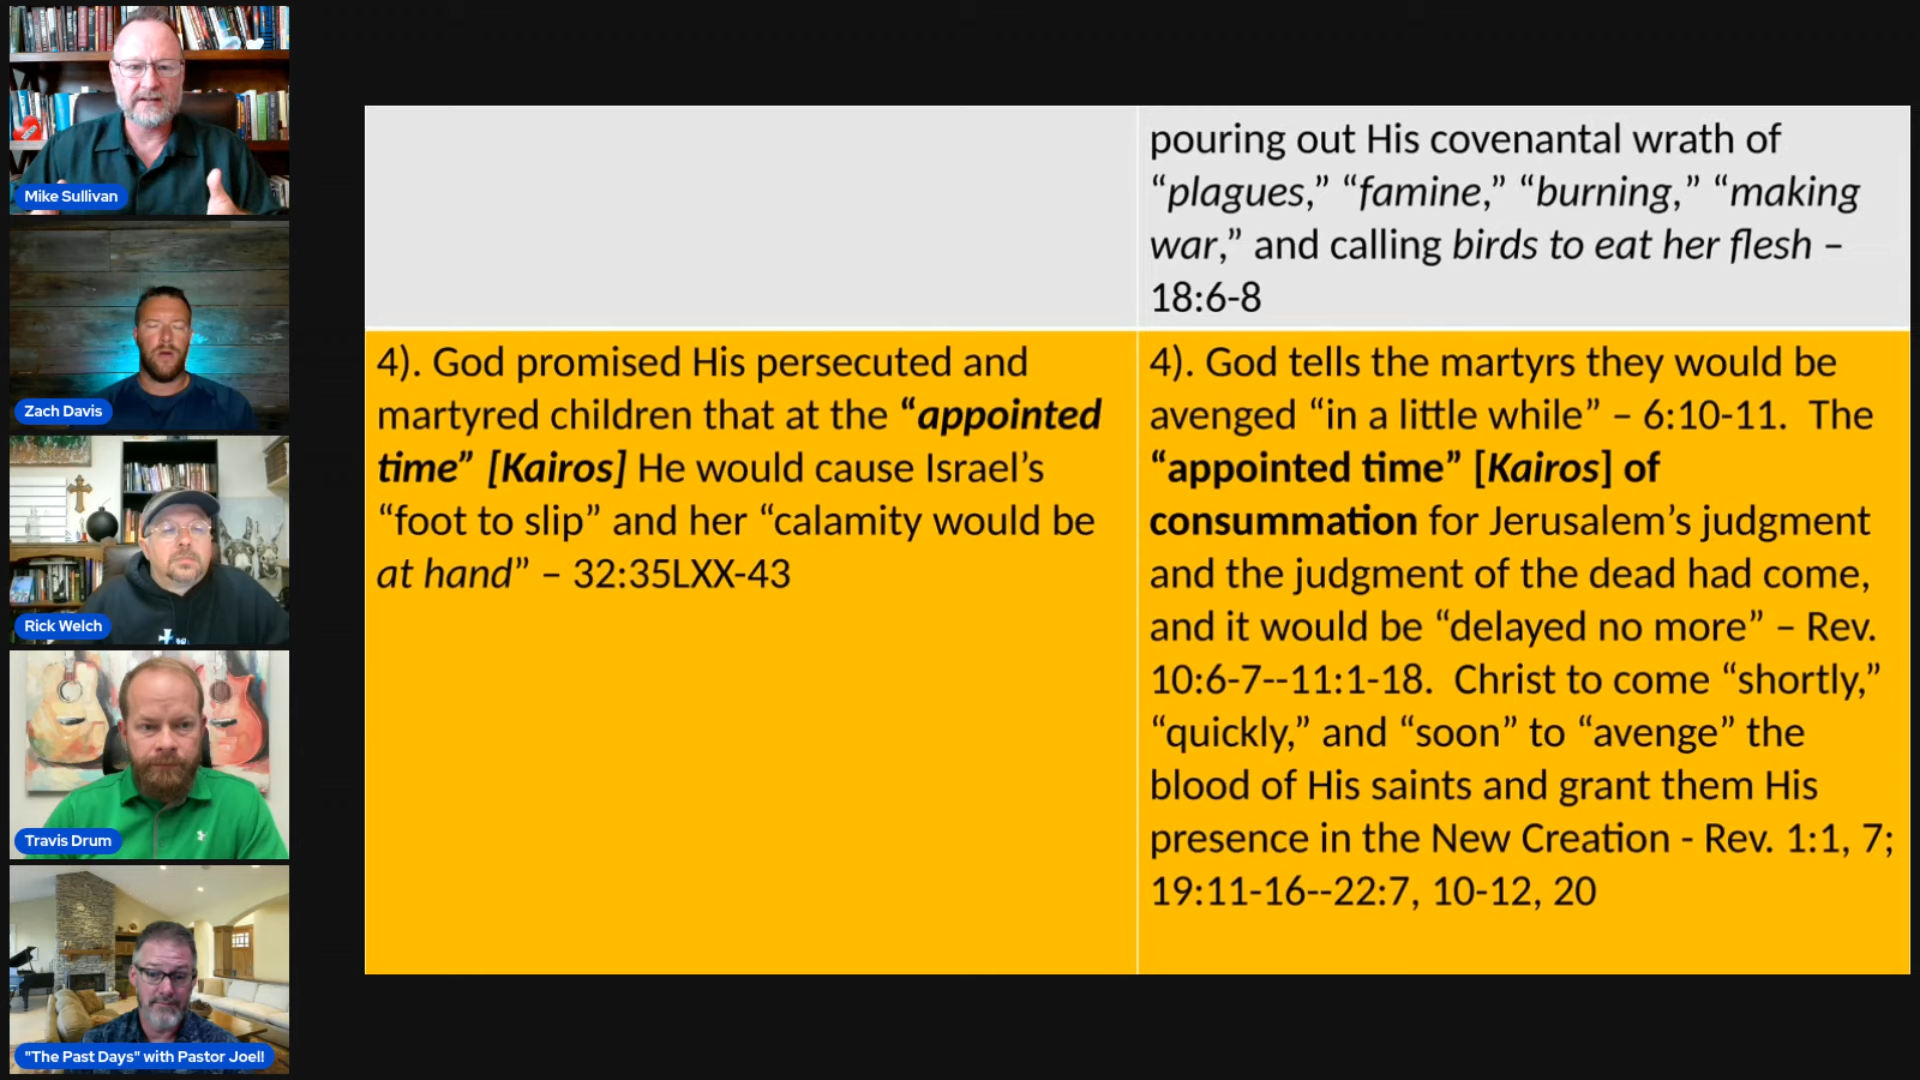 Mike Sullivan
Zach Davis
Rick Welch
Travis Drum
"The Past Days" with Pastor Joel!
pouring out His covenantal wrath of
“plagues,” “famine,” “burning,” “making
war,” and calling birds to eat her flesh –
18:6-8
4). God promised His persecuted and
martyred children that at the “appointed
time” [Kairos] He would cause Israel’s
“foot to slip” and her “calamity would be
at hand” – 32:35LXX-43
4). God tells the martyrs they would be
avenged “in a little while” – 6:10-11.  The
“appointed time” [Kairos] of
consummation for Jerusalem’s judgment
and the judgment of the dead had come,
and it would be “delayed no more” – Rev.
10:6-7--11:1-18.  Christ to come “shortly,”
“quickly,” and “soon” to “avenge” the
blood of His saints and grant them His
presence in the New Creation - Rev. 1:1, 7;
19:11-16--22:7, 10-12, 20